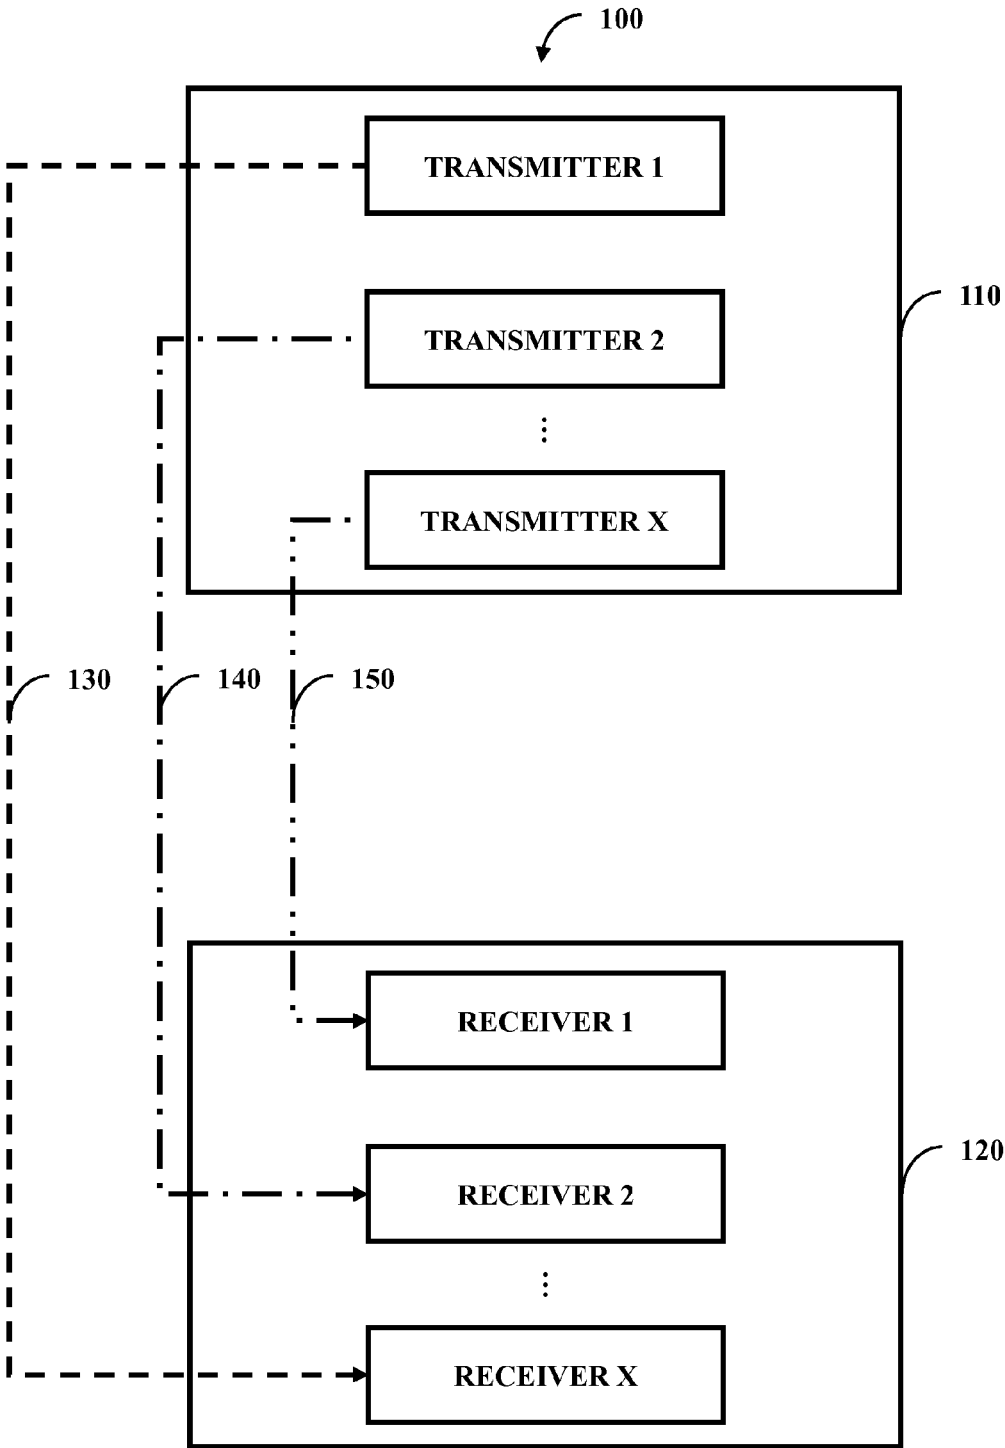 100
TRANSMITTER 1
110
TRANSMITTER 2
TRANSMITTER X
130
140
150
RECEIVER 1
120
RECEIVER 2
RECEIVER X